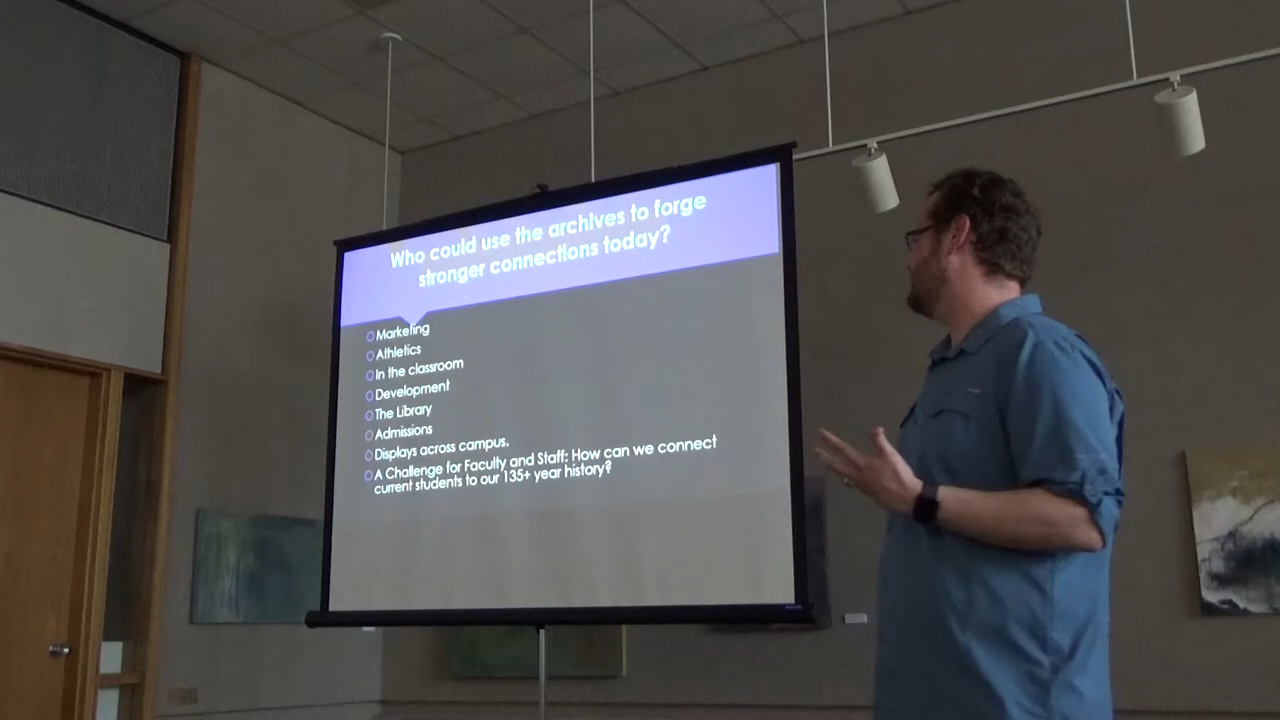 Who could use the archives to forge
stronger connections today?
Marketing
Athletics
In the classroom
Development
The Library
Admissions
Displays across campus.
A Challenge for Faculty and Staff: How can we connect
current students to our 135+ year history?